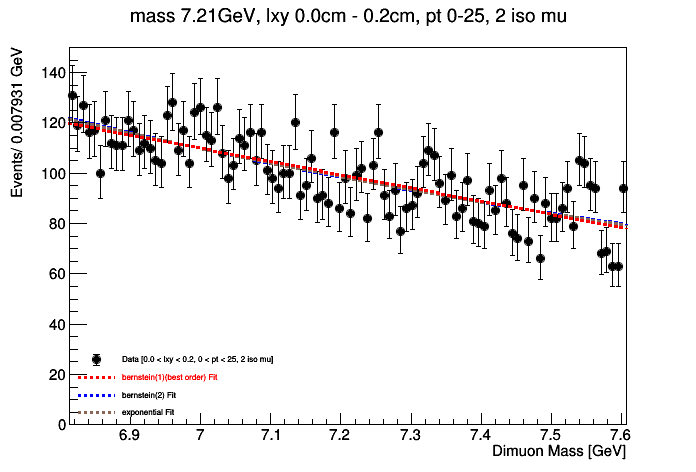 mass 7.21GeV, lxy 0.0cm - 0.2cm, pt 0-25, 2 iso mu
Events/ 0.007931 GeV
140
120
100
80
60
40
20
0
Data [0.0 < lxy < 0.2, 0 < pt < 25, 2 iso mu]
bernstein(1)(best order) Fit
bernstein(2) Fit
exponential Fit
6.9 7 7.1 7.2 7.3 7.4 7.5 7.6
Dimuon Mass [GeV]